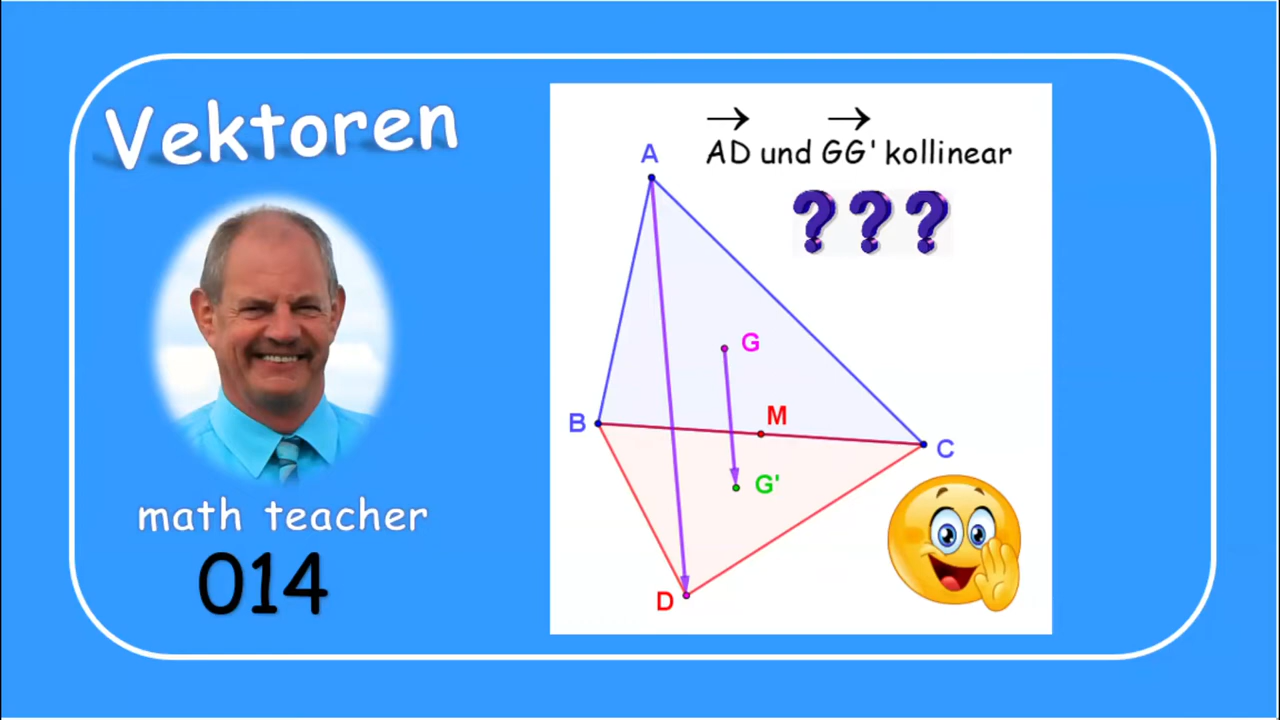 Vektoren
math teacher
014
→ →
AD und GG' kollinear
???
A
G
B
M
C
G'
D